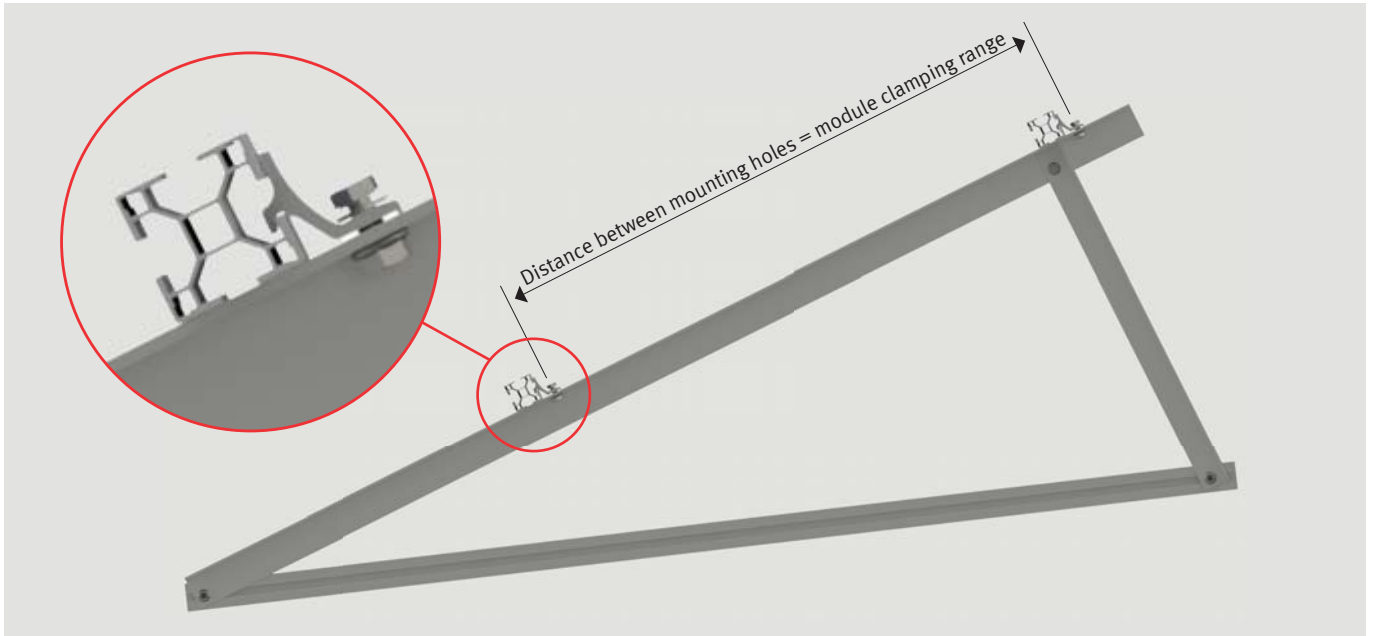 Distance between mounting holes = module clamping range